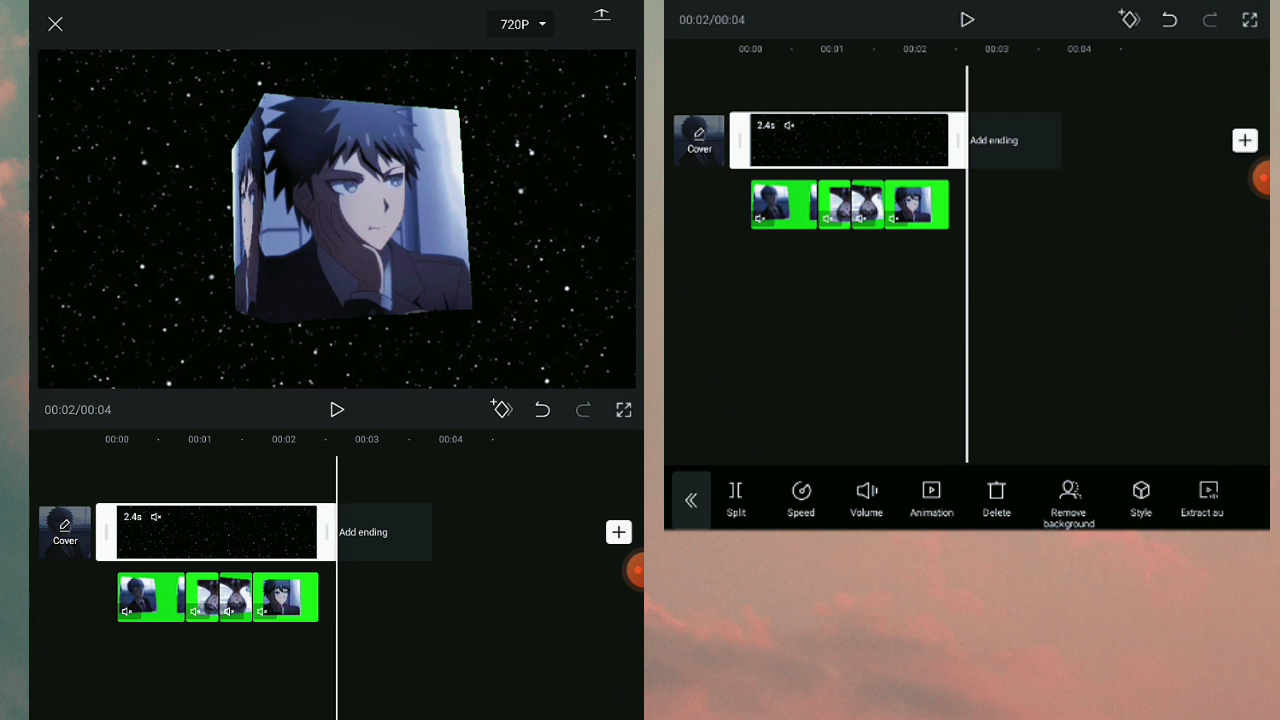 720P
00:02/00:04
00:00 00:01 00:02 00:03 00:04
Cover
2.4s
Add ending
00:02/00:04
00:00 00:01 00:02 00:03 00:04
Cover
2.4s
Add ending
Split
Speed
Volume
Animation
Delete
Remove
background
Style
Extract au